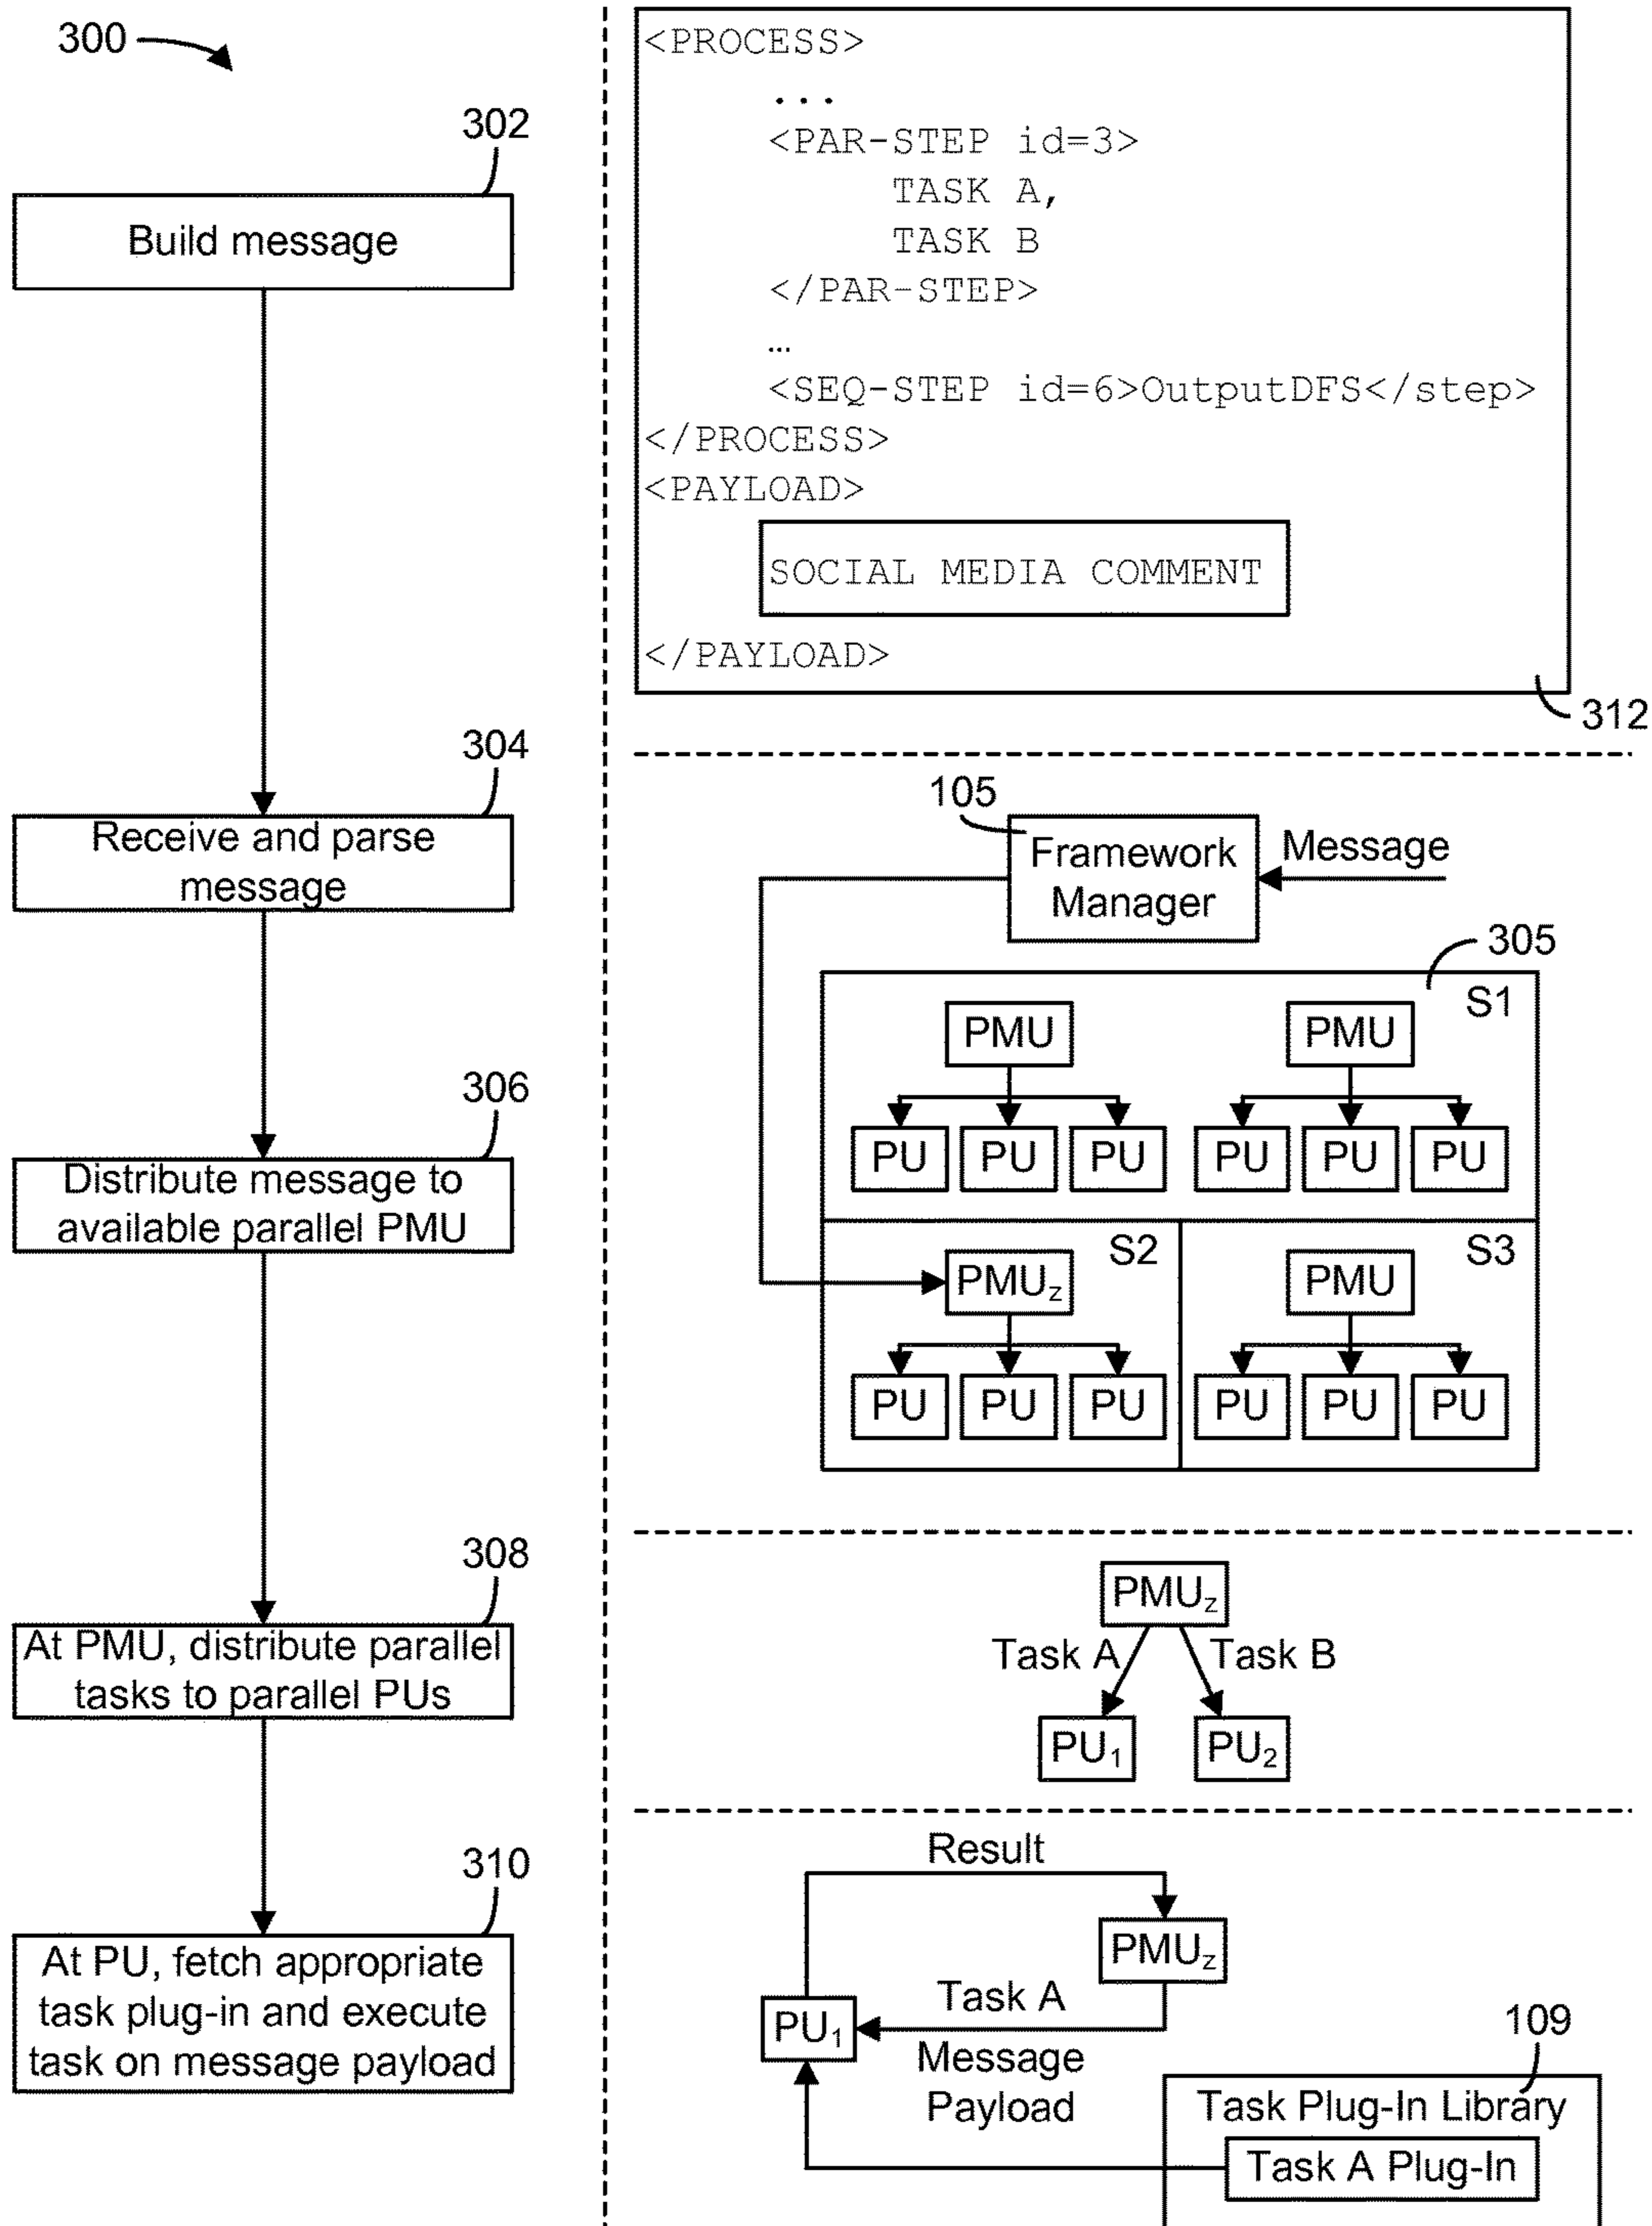 300
302
Build message
304
Receive and parse
message
306
Distribute message to
available parallel PMU
308
At PMU, distribute parallel
tasks to parallel PUs
310
At PU, fetch appropriate
task plug-in and execute
task on message payload
<PROCESS>
...
<PAR-STEP id=3>
TASK A,
TASK B
</PAR-STEP>
…
<SEQ-STEP id=6>OutputDFS</step>
</PROCESS>
<PAYLOAD>
SOCIAL MEDIA COMMENT
</PAYLOAD>
312
105
Framework
Manager
Message
305
S1
PMU PMU
PU PU PU PU PU PU
S2 S3
PMUz PMU
PU PU PU PU PU PU
PMUz
Task A Task B
PU1 PU2
Result
PMUz
Task A
PU1
Message
Payload
109
Task Plug-In Library
Task A Plug-In